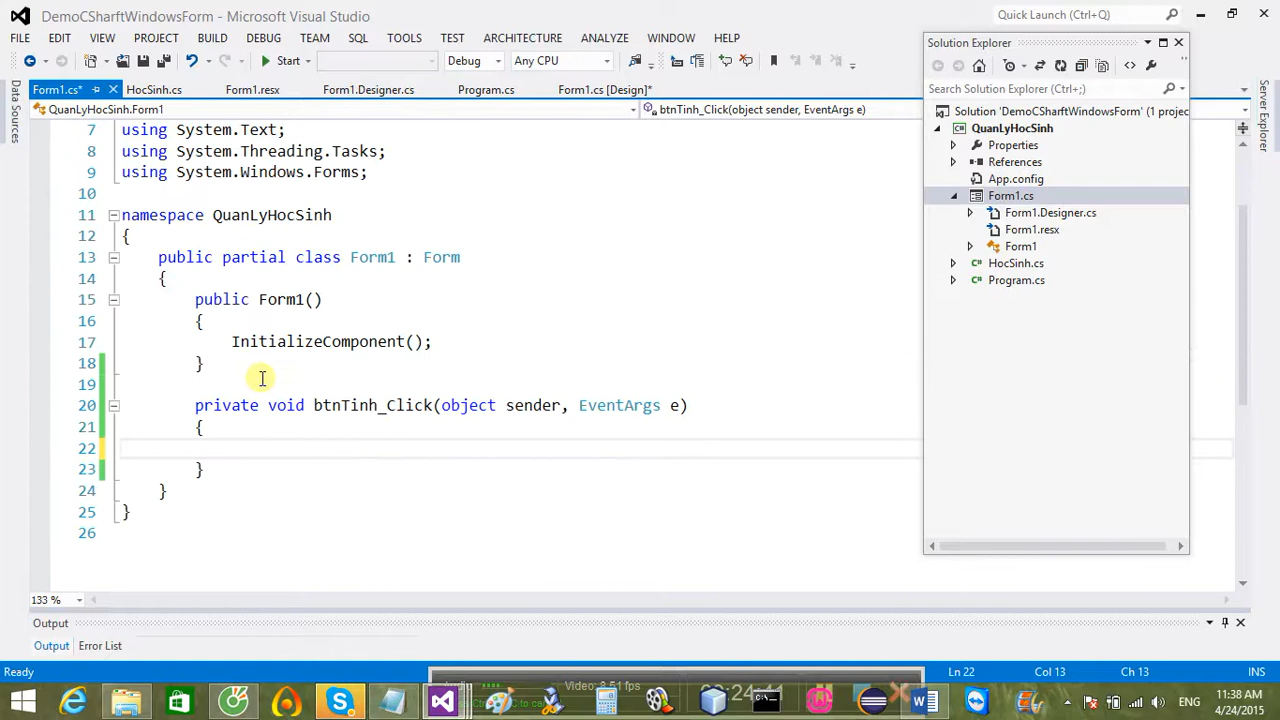 DemoCSharftWindowsForm - Microsoft Visual Studio
Quick Launch (Ctrl+Q)
FILE EDIT VIEW PROJECT BUILD DEBUG TEAM SQL TOOLS TEST ARCHITECTURE ANALYZE WINDOW HELP
Start Debug Any CPU
Form1.cs* HocSinh.cs Form1.resx Form1.Designer.cs Program.cs Form1.cs [Design]*
QuanLyHocSinh.Form1 btnTinh_Click(object sender, EventArgs e)
Data Sources
7 using System.Text;
8 using System.Threading.Tasks;
9 using System.Windows.Forms;
10
11 namespace QuanLyHocSinh
12 {
13 public partial class Form1 : Form
14 {
15 public Form1()
16 {
17 InitializeComponent();
18 }
19
20 private void btnTinh_Click(object sender, EventArgs e)
21 {
22
23 }
24 }
25 }
26
133 %
Solution Explorer
Search Solution Explorer (Ctrl+;)
Solution 'DemoCSharftWindowsForm' (1 projec
QuanLyHocSinh
Properties
References
App.config
Form1.cs
Form1.Designer.cs
Form1.resx
Form1
HocSinh.cs
Program.cs
Server Explorer
Output
Output Error List
Ready Ln 22 Col 13 Ch 13 INS
Video: 8.51 fps
ENG
11:38 AM
4/24/2015